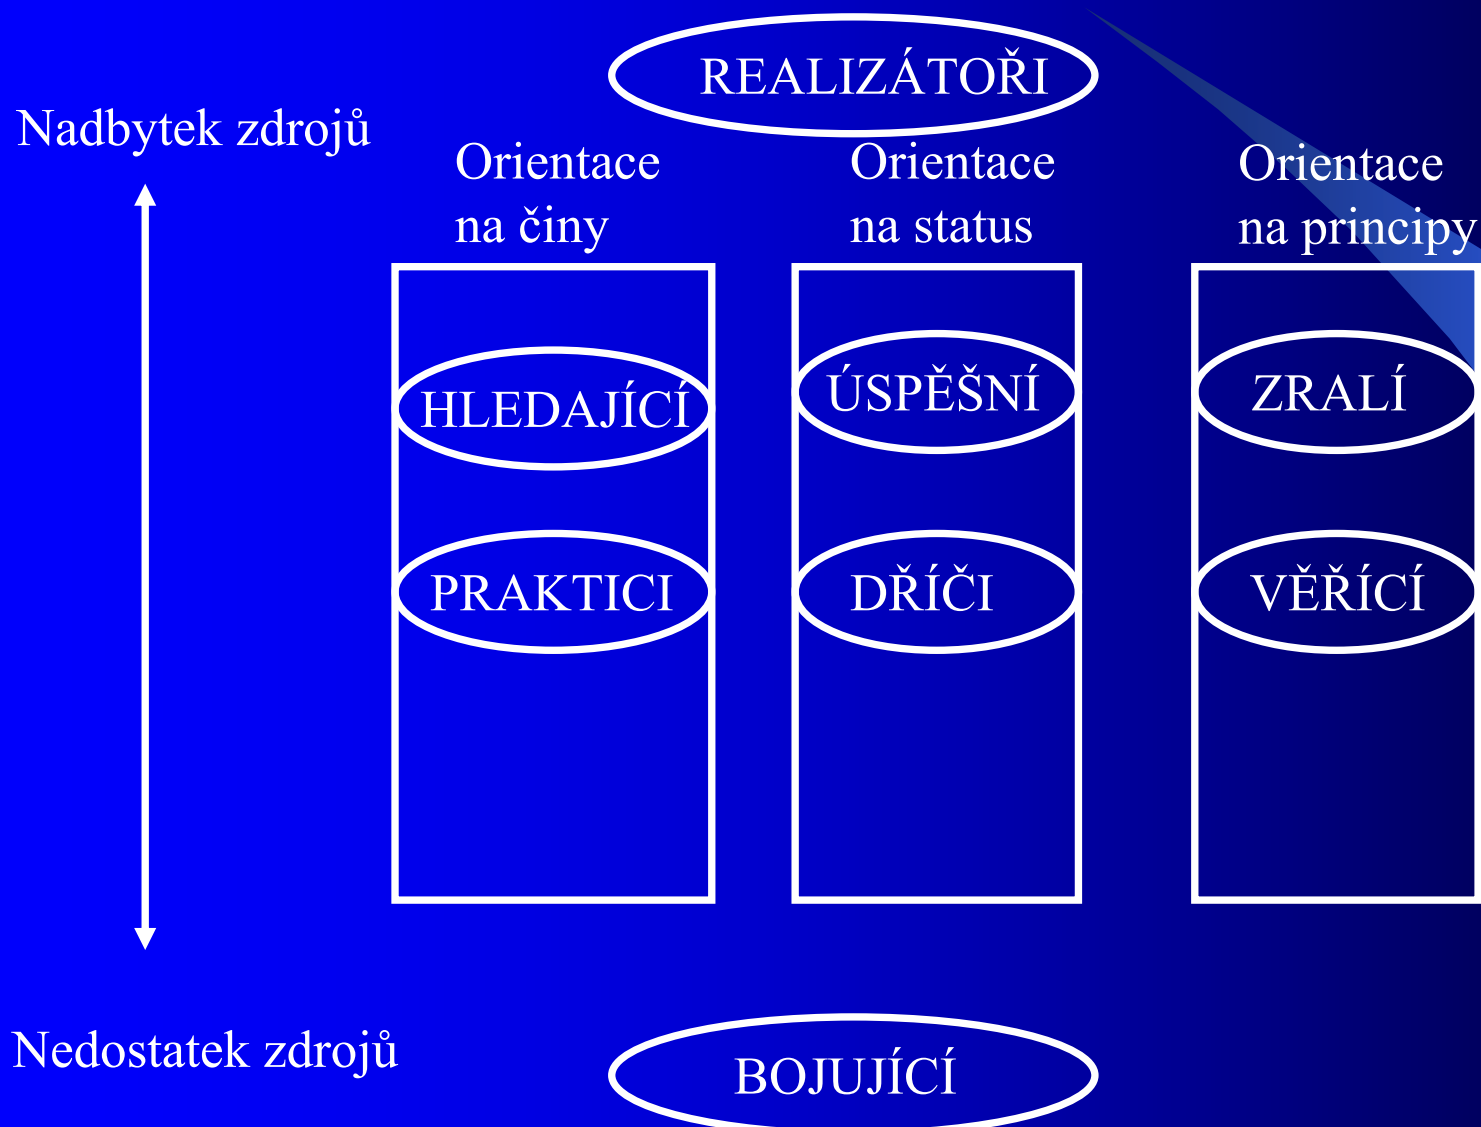 REALIZÁTOŘI
Nadbytek zdrojů
Orientace
na činy
Orientace
na status
Orientace
na principy
HLEDAJÍCÍ
ÚSPĚŠNÍ
ZRALÍ
PRAKTICI
DŘÍČI
VĚŘÍCÍ
Nedostatek zdrojů
BOJUJÍCÍ